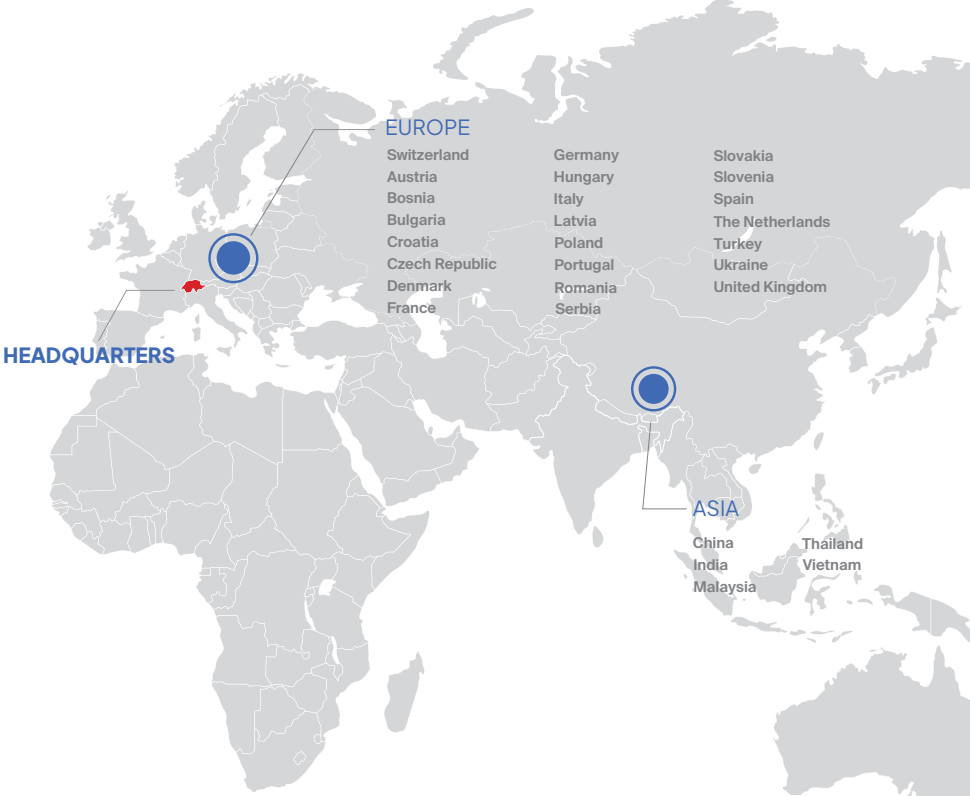 EUROPE
Switzerland
Austria
Bosnia
Bulgaria
Croatia
Czech Republic
Denmark
France
Germany
Hungary
Italy
Latvia
Poland
Portugal
Romania
Serbia
Slovakia
Slovenia
Spain
The Netherlands
Turkey
Ukraine
United Kingdom
HEADQUARTERS
ASIA
China
India
Malaysia
Thailand
Vietnam